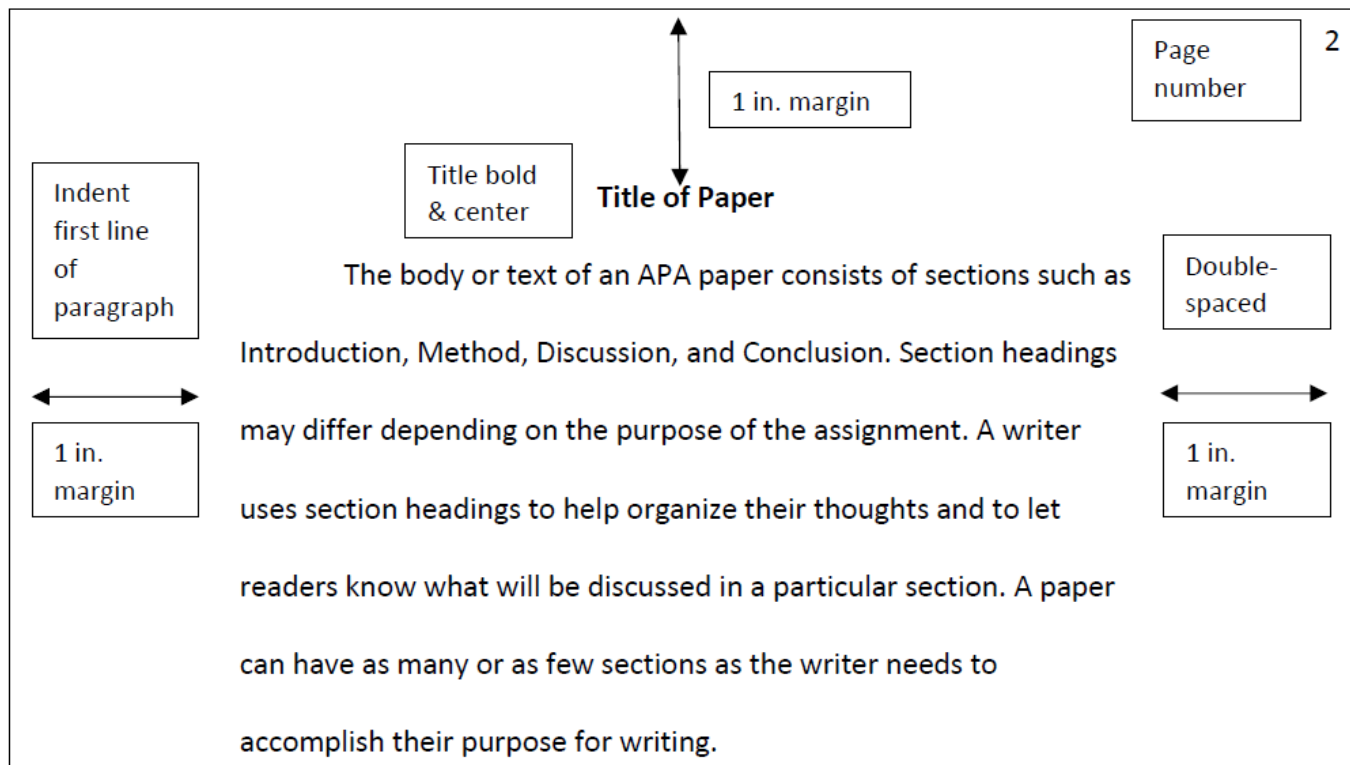 2
Page
number
1 in. margin
Title bold
& center
Title of Paper
Indent
first line
of
paragraph
Double-
spaced
The body or text of an APA paper consists of sections such as
Introduction, Method, Discussion, and Conclusion. Section headings
may differ depending on the purpose of the assignment. A writer
uses section headings to help organize their thoughts and to let
readers know what will be discussed in a particular section. A paper
can have as many or as few sections as the writer needs to
accomplish their purpose for writing.
1 in.
margin
1 in.
margin